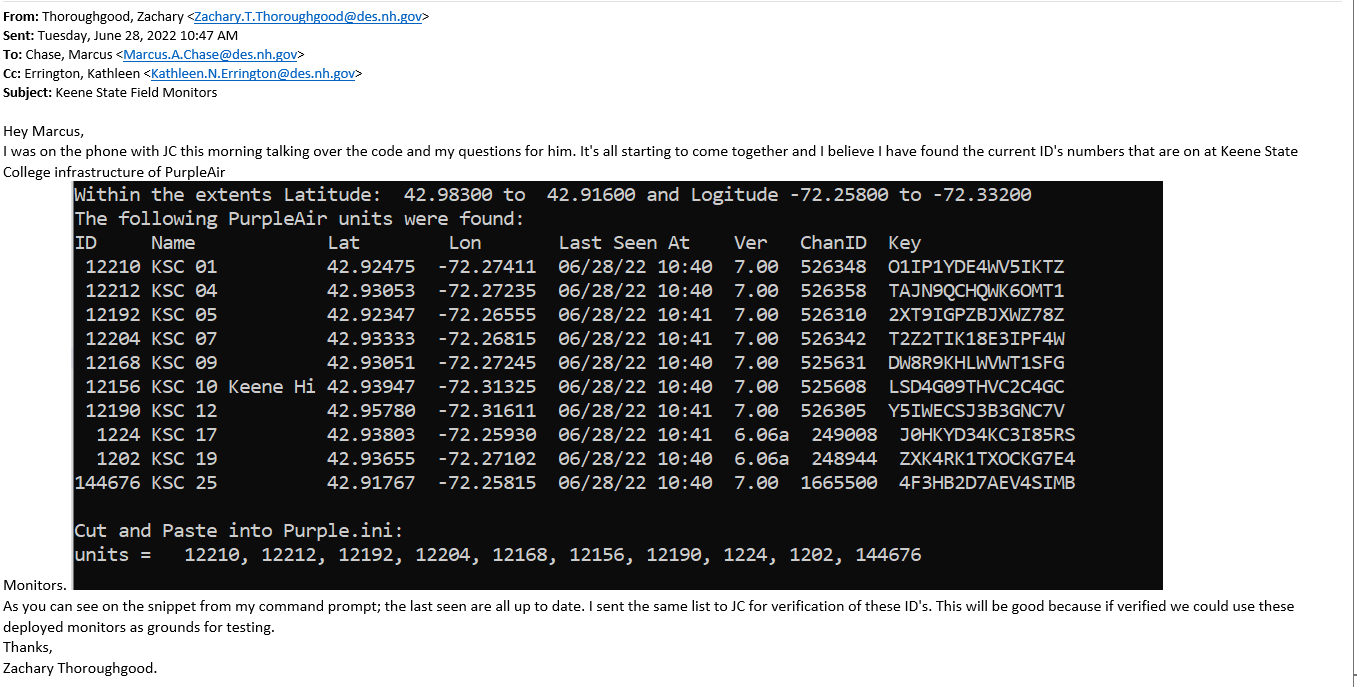 From: Thoroughgood, Zachary <Zachary.T.Thoroughgood@des.nh.gov>
Sent: Tuesday, June 28, 2022 10:47 AM
To: Chase, Marcus <Marcus.A.Chase@des.nh.gov>
Cc: Errington, Kathleen <Kathleen.N.Errington@des.nh.gov>
Subject: Keene State Field Monitors
Hey Marcus,
I was on the phone with JC this morning talking over the code and my questions for him. It's all starting to come together and I believe I have found the current ID's numbers that are on at Keene State
College infrastructure of PurpleAir
Within the extents Latitude:  42.98300 to  42.91600 and Logitude -72.25800 to -72.33200
The following PurpleAir units were found:
ID Name Lat Lon Last Seen At Ver ChanID Key
12210 KSC 01 42.92475 -72.27411 06/28/22 10:40 7.00 526348 O1IP1YDE4WV5IKTZ
12212 KSC 04 42.93053 -72.27235 06/28/22 10:40 7.00 526358 TAJN9QCHQWK6OMT1
12192 KSC 05 42.92347 -72.26555 06/28/22 10:41 7.00 526310 2XT9IGPZBJXWZ78Z
12204 KSC 07 42.93333 -72.26815 06/28/22 10:41 7.00 526342 T2Z2TIK18E3IPF4W
12168 KSC 09 42.93051 -72.27245 06/28/22 10:40 7.00 525631 DW8R9KHLWVWT1SFG
12156 KSC 10 Keene Hi 42.93947 -72.31325 06/28/22 10:40 7.00 525608 LSD4G09THVC2C4GC
12190 KSC 12 42.95780 -72.31611 06/28/22 10:41 7.00 526305 Y5IWECSJ3B3GNC7V
1224 KSC 17 42.93803 -72.25930 06/28/22 10:41 6.06a 249008 J0HKYD34KC3I85RS
1202 KSC 19 42.93655 -72.27102 06/28/22 10:40 6.06a 248944 ZXK4RK1TXOCKG7E4
144676 KSC 25 42.91767 -72.25815 06/28/22 10:40 7.00 1665500 4F3HB2D7AEV4SIMB
Cut and Paste into Purple.ini:
units =   12210, 12212, 12192, 12204, 12168, 12156, 12190, 1224, 1202, 144676
Monitors.
As you can see on the snippet from my command prompt; the last seen are all up to date. I sent the same list to JC for verification of these ID's. This will be good because if verified we could use these
deployed monitors as grounds for testing.
Thanks,
Zachary Thoroughgood.